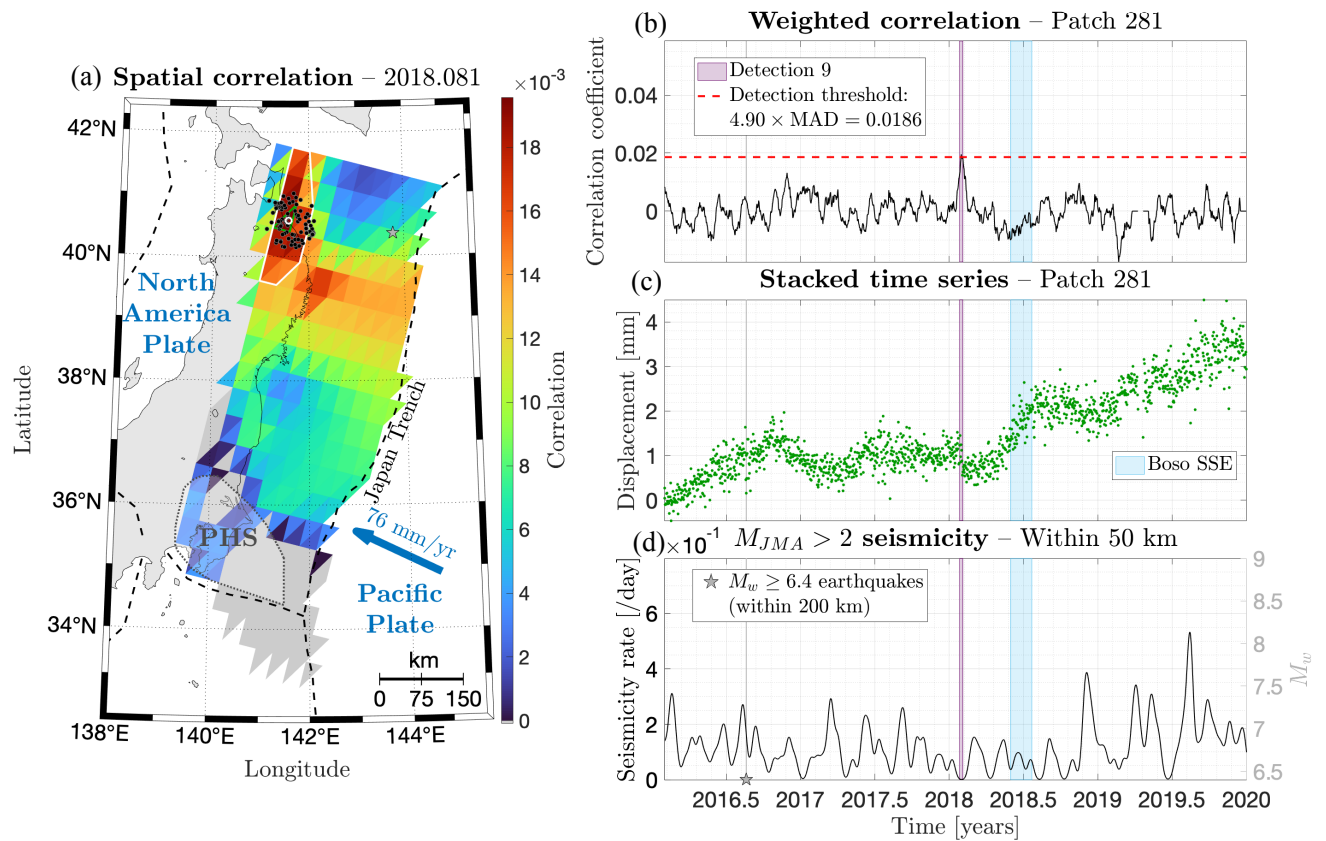 (a) Spatial correlation – 2018.081
×10⁻³
42°N
40°N
38°N
36°N
34°N
138°E
140°E
142°E
144°E
Latitude
Longitude
North
America
Plate
Japan Trench
PHS
76 mm/yr
Pacific
Plate
km
0 75 150
18
16
14
12
10
8
6
4
2
0
Correlation
(b) Weighted correlation – Patch 281
Correlation coefficient
0.04
0.02
0
Detection 9
Detection threshold:
4.90 × MAD = 0.0186
(c) Stacked time series – Patch 281
Displacement [mm]
4
3
2
1
0
Boso SSE
(d) ×10⁻¹ M_JMA > 2 seismicity – Within 50 km
Seismicity rate [/day]
6
4
2
0
M_w ≥ 6.4 earthquakes
(within 200 km)
9
8.5
8
7.5
7
6.5
M_w
2016.5 2017 2017.5 2018 2018.5 2019 2019.5 2020
Time [years]